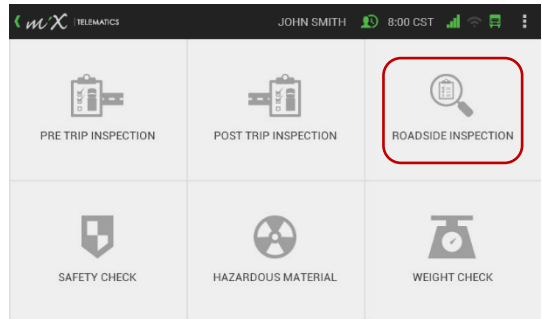 MiX TELEMATICS JOHN SMITH 8:00 CST
PRE TRIP INSPECTION POST TRIP INSPECTION ROADSIDE INSPECTION
SAFETY CHECK HAZARDOUS MATERIAL WEIGHT CHECK